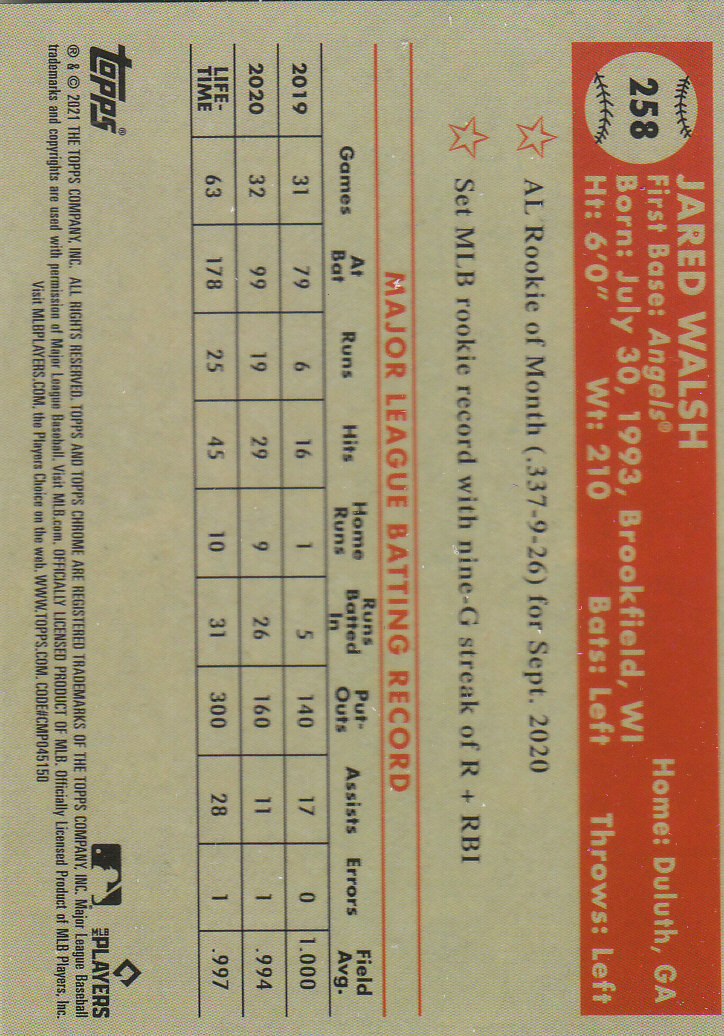 258
JARED WALSH
First Base: Angels® Home: Duluth, GA
Born: July 30, 1993, Brookfield, WI
Ht: 6'0" Wt: 210 Bats: Left Throws: Left
AL Rookie of Month (.337-9-26) for Sept. 2020
Set MLB rookie record with nine-G streak of R + RBI
MAJOR LEAGUE BATTING RECORD
Games At Bat Runs Hits Home Runs Runs Batted In Put-Outs Assists Errors Field Avg.
2019 31 79 6 16 1 5 140 17 0 1.000
2020 32 99 19 29 9 26 160 11 1 .994
LIFE-TIME 63 178 25 45 10 31 300 28 1 .997
topps®
MLB PLAYERS
® & © 2021 THE TOPPS COMPANY, INC. ALL RIGHTS RESERVED. TOPPS AND TOPPS CHROME ARE REGISTERED TRADEMARKS OF THE TOPPS COMPANY, INC. Major League Baseball
trademarks and copyrights are used with permission of Major League Baseball. Visit MLB.com. OFFICIALLY LICENSED PRODUCT OF MLB. Officially Licensed Product of MLB Players, Inc.
Visit MLBPLAYERS.COM, the Players Choice on the web. WWW.TOPPS.COM. CODE#CMP045150